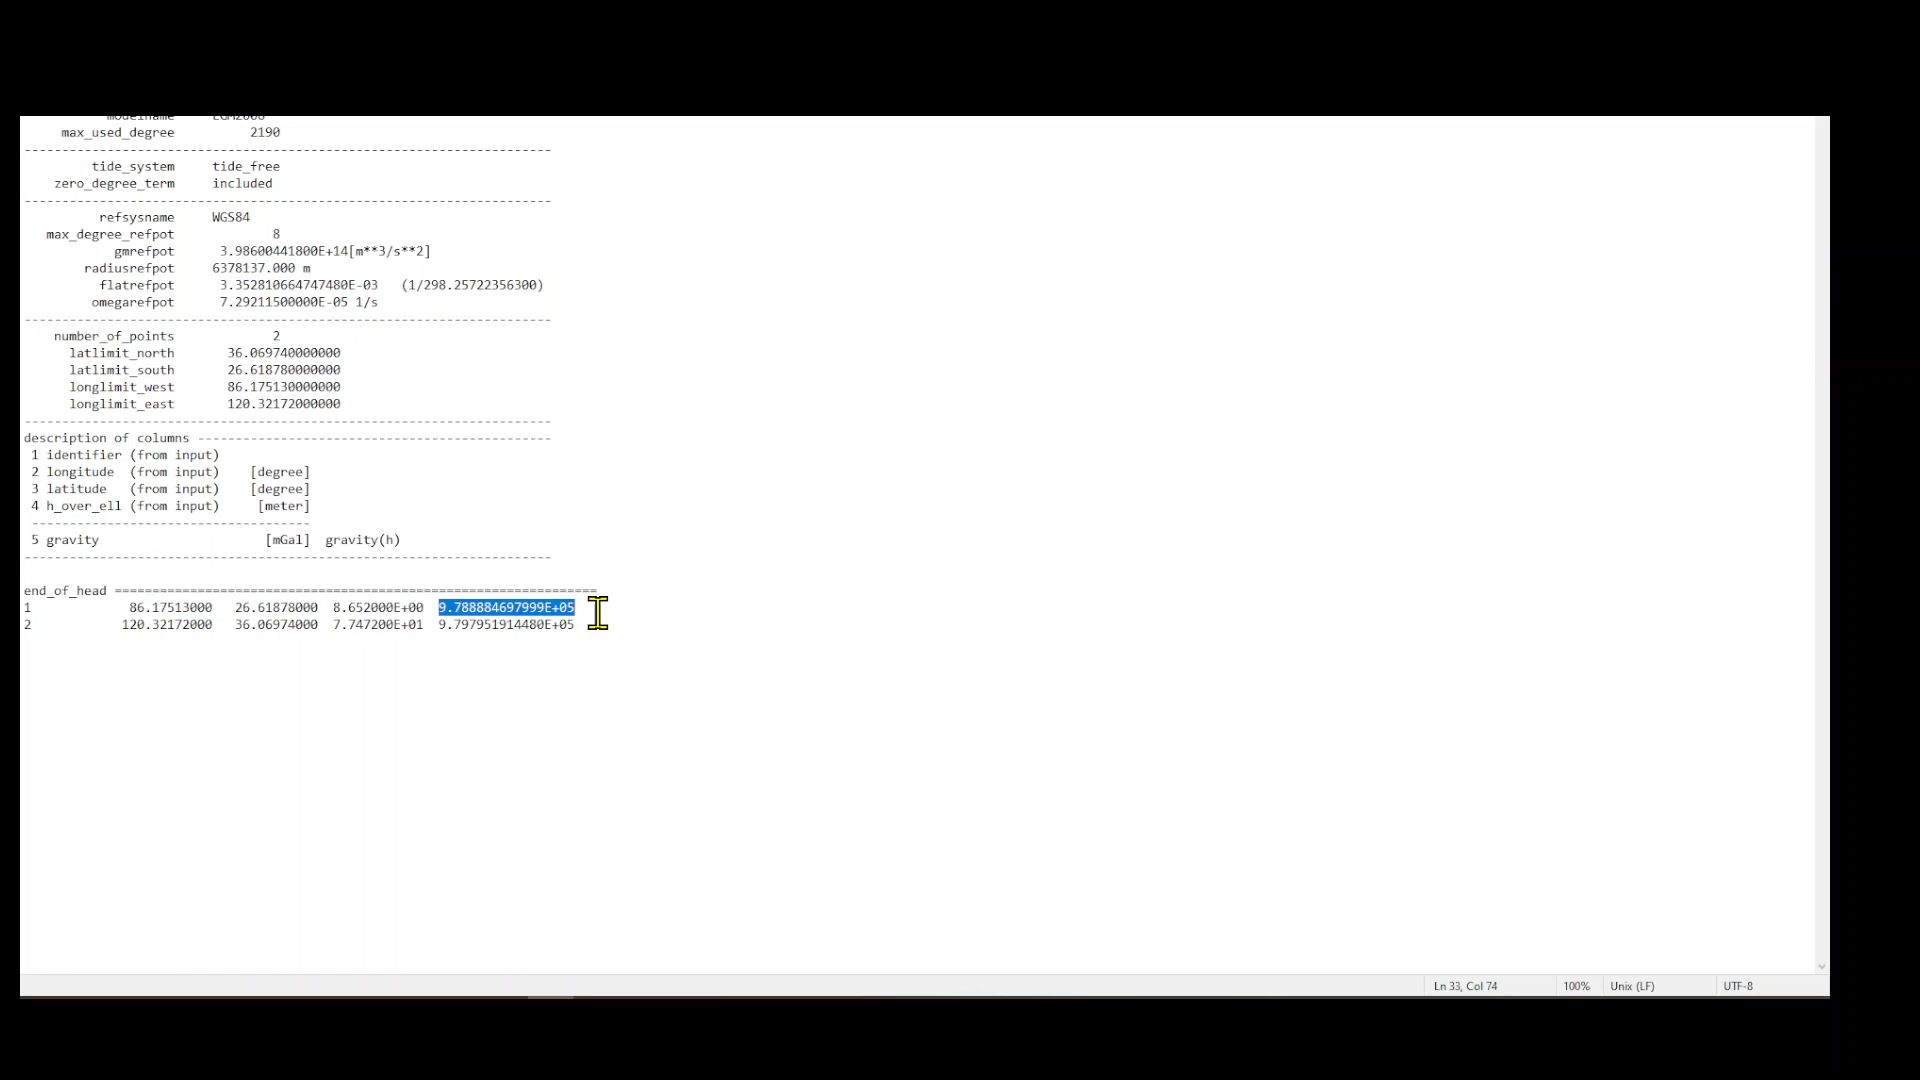 modelname     EGM2008
max_used_degree          2190
----------------------------------------------------------------------
tide_system     tide_free
zero_degree_term     included
----------------------------------------------------------------------
refsysname     WGS84
max_degree_refpot             8
gmrefpot      3.98600441800E+14[m**3/s**2]
radiusrefpot     6378137.000 m
flatrefpot      3.352810664747480E-03   (1/298.25722356300)
omegarefpot      7.29211500000E-05 1/s
----------------------------------------------------------------------
number_of_points             2
latlimit_north       36.069740000000
latlimit_south       26.618780000000
longlimit_west       86.175130000000
longlimit_east       120.32172000000
----------------------------------------------------------------------
description of columns -----------------------------------------------
1 identifier (from input)
2 longitude  (from input)    [degree]
3 latitude   (from input)    [degree]
4 h_over_ell (from input)     [meter]
-------------------------------------
5 gravity                      [mGal]  gravity(h)
----------------------------------------------------------------------
end_of_head ================================================================
1             86.17513000   26.61878000  8.652000E+00  9.788884697999E+05
2            120.32172000   36.06974000  7.747200E+01  9.797951914480E+05
Ln 33, Col 74
100%
Unix (LF)
UTF-8